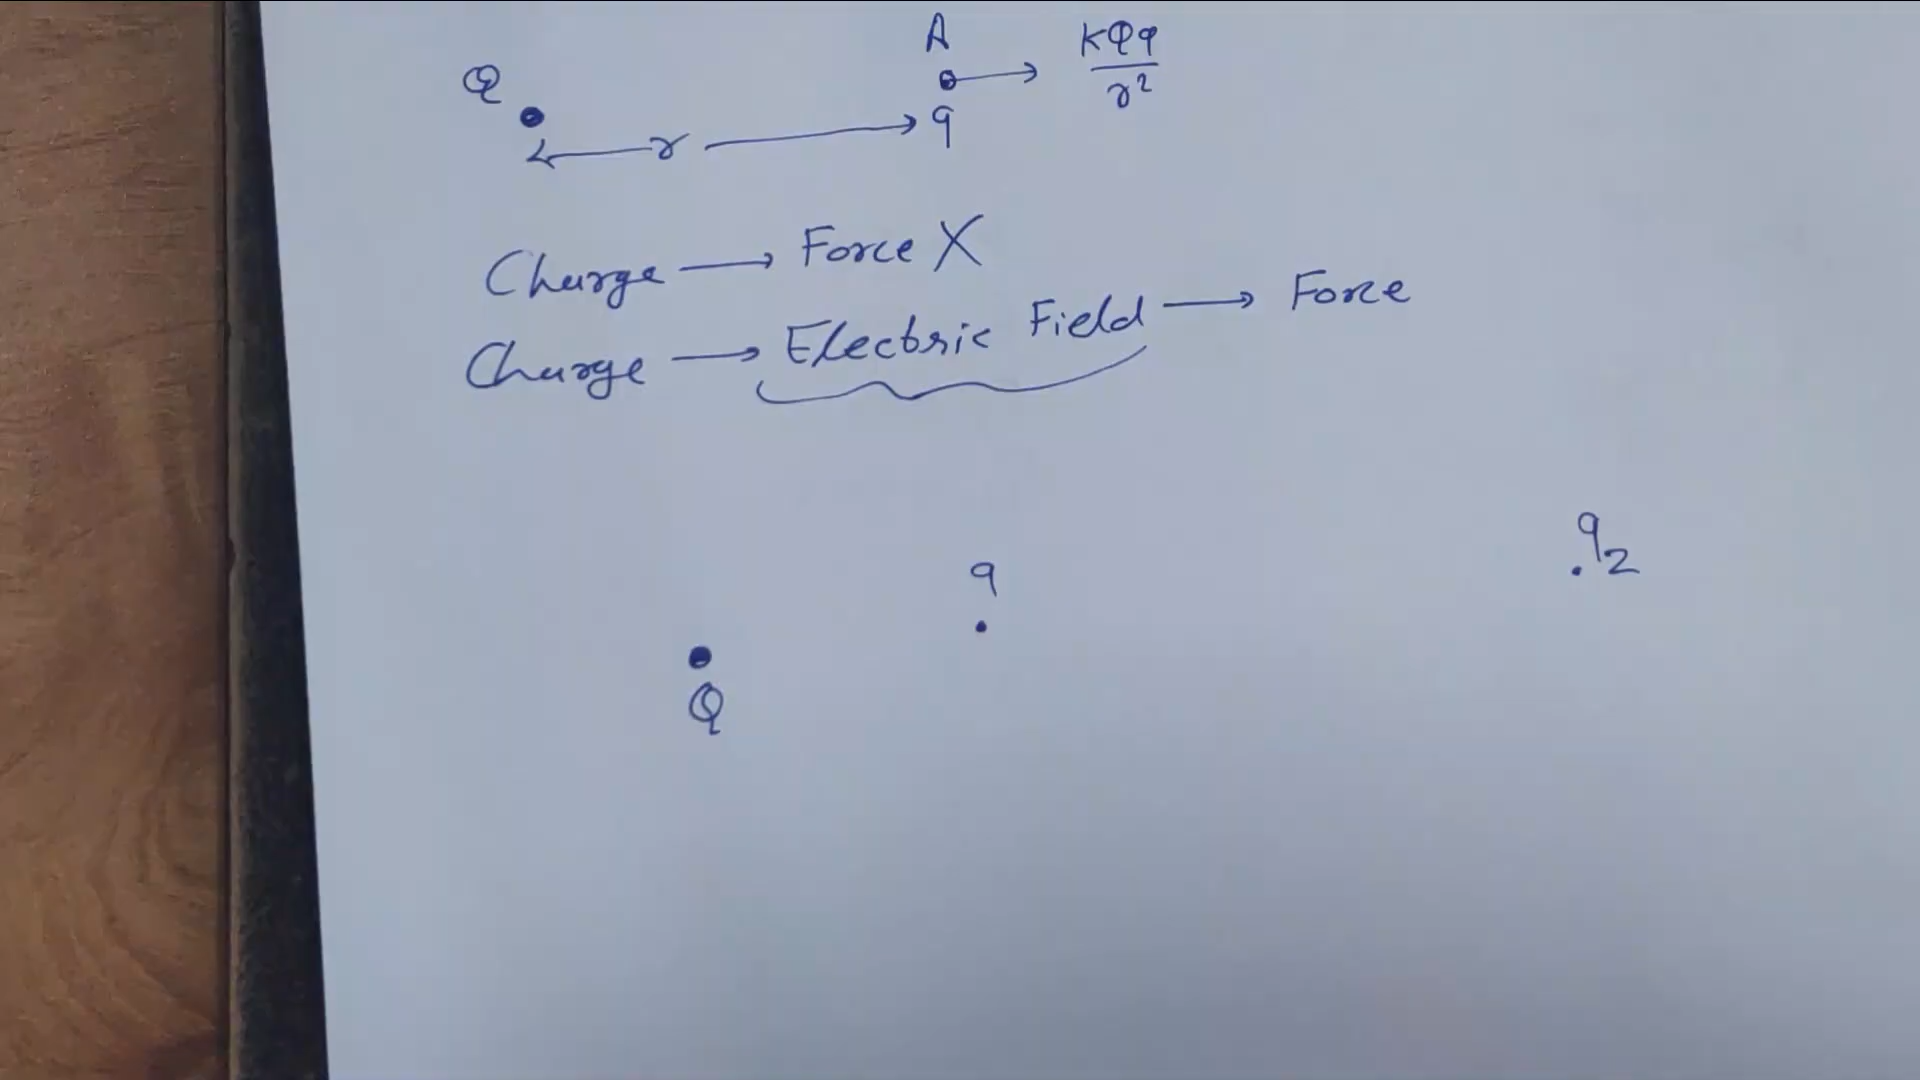 A
Q
kQq
r²
r
q
Charge → Force X
Charge → Electric Field → Force
q₂
q
Q